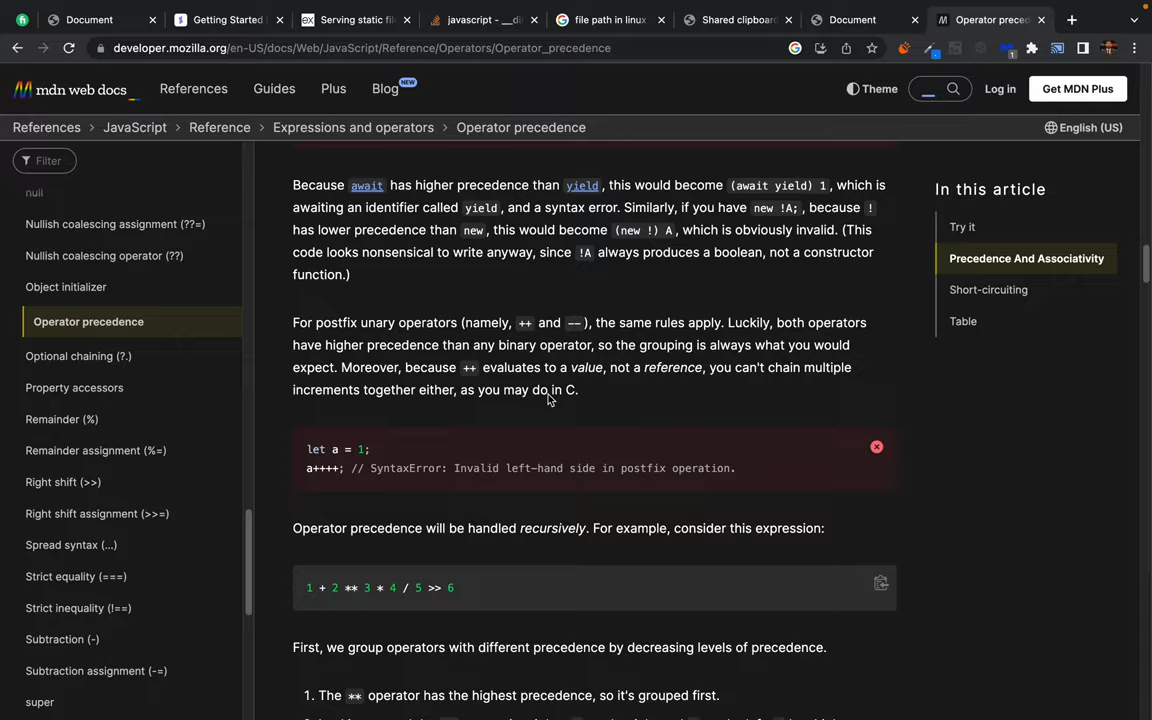 Document
Getting Started
Serving static fil
javascript - __di
file path in linux
Shared clipboard
Document
Operator preced
developer.mozilla.org/en-US/docs/Web/JavaScript/Reference/Operators/Operator_precedence
mdn web docs_
References
Guides
Plus
Blog NEW
Theme
Log in
Get MDN Plus
References > JavaScript > Reference > Expressions and operators > Operator precedence
English (US)
Filter
null
Nullish coalescing assignment (??=)
Nullish coalescing operator (??)
Object initializer
Operator precedence
Optional chaining (?.)
Property accessors
Remainder (%)
Remainder assignment (%=)
Right shift (>>)
Right shift assignment (>>=)
Spread syntax (...)
Strict equality (===)
Strict inequality (!==)
Subtraction (-)
Subtraction assignment (-=)
super
Because await has higher precedence than yield, this would become (await yield) 1, which is
awaiting an identifier called yield, and a syntax error. Similarly, if you have new !A;, because !
has lower precedence than new, this would become (new !) A, which is obviously invalid. (This
code looks nonsensical to write anyway, since !A always produces a boolean, not a constructor
function.)
For postfix unary operators (namely, ++ and --), the same rules apply. Luckily, both operators
have higher precedence than any binary operator, so the grouping is always what you would
expect. Moreover, because ++ evaluates to a value, not a reference, you can't chain multiple
increments together either, as you may do in C.
let a = 1;
a++++; // SyntaxError: Invalid left-hand side in postfix operation.
Operator precedence will be handled recursively. For example, consider this expression:
1 + 2 ** 3 * 4 / 5 >> 6
First, we group operators with different precedence by decreasing levels of precedence.
1. The ** operator has the highest precedence, so it's grouped first.
In this article
Try it
Precedence And Associativity
Short-circuiting
Table